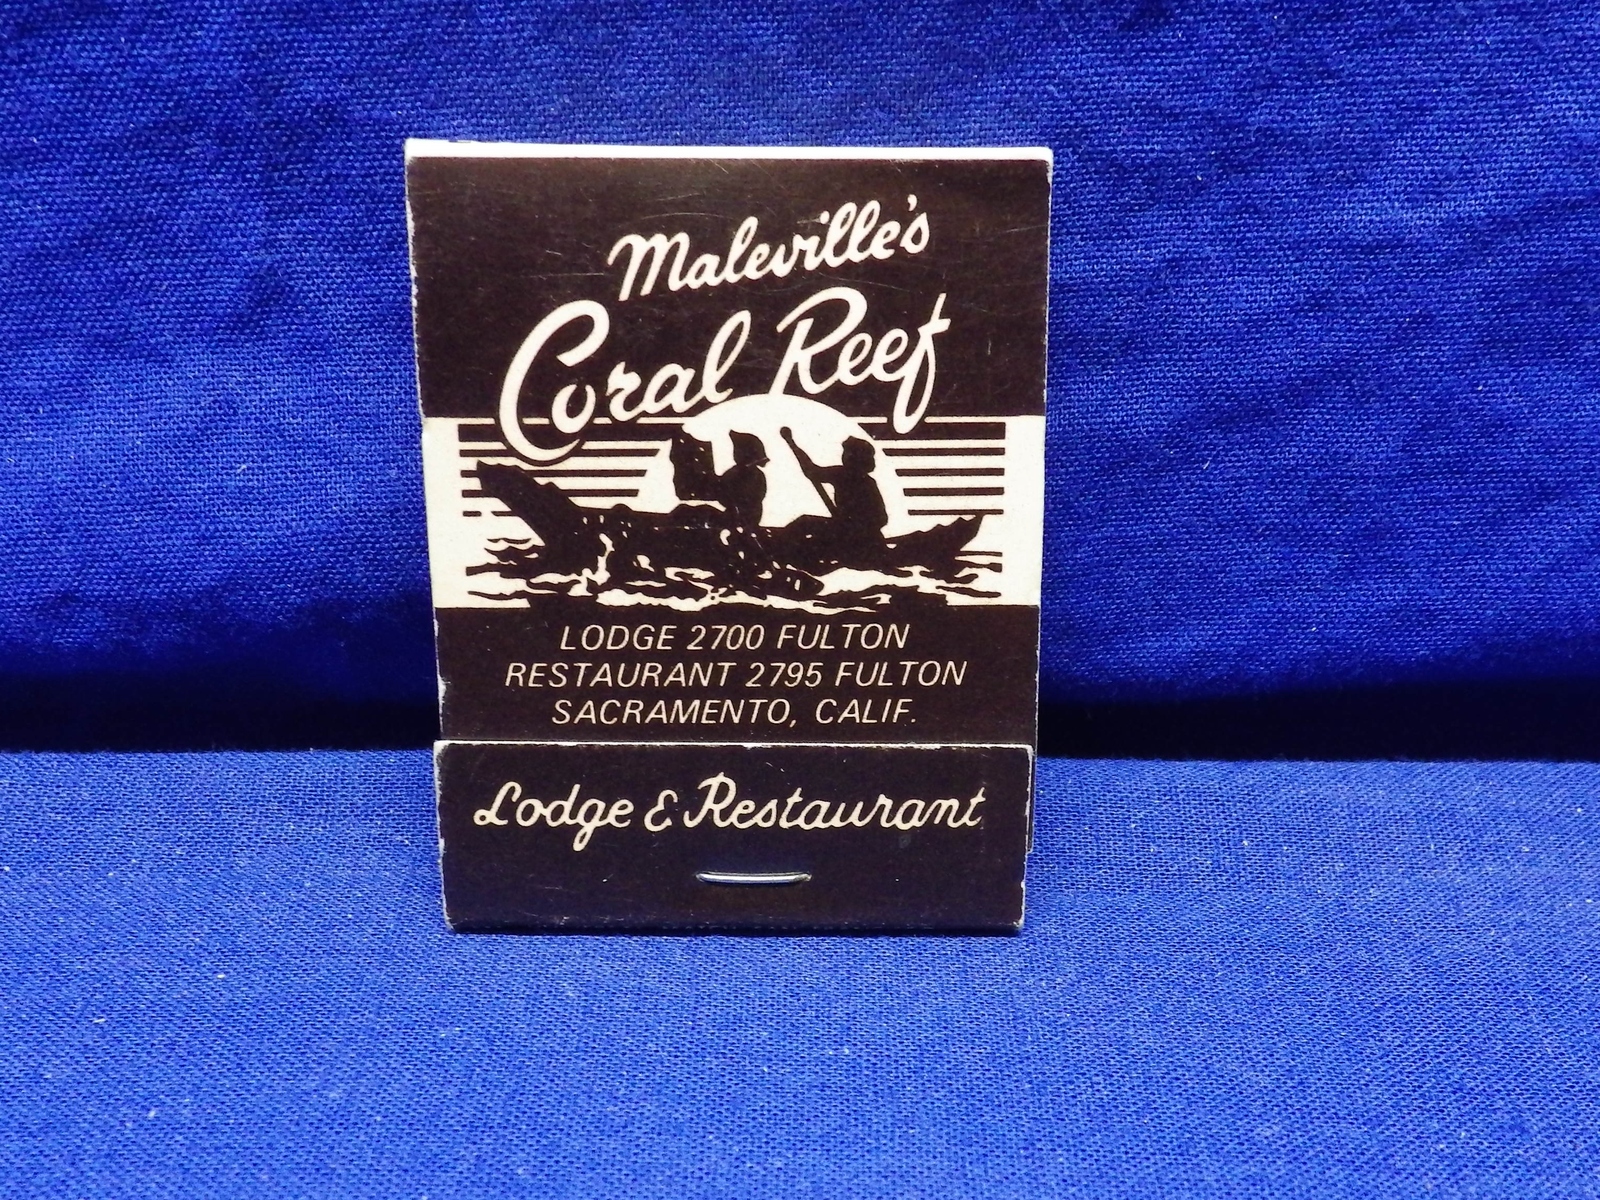 Maleville's
Coral Reef
LODGE 2700 FULTON
RESTAURANT 2795 FULTON
SACRAMENTO, CALIF.
Lodge & Restaurant